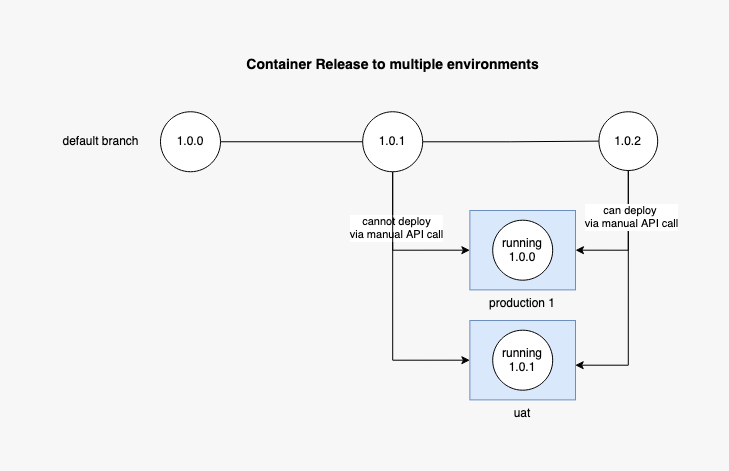 Container Release to multiple environments
default branch
1.0.0
1.0.1
1.0.2
cannot deploy
via manual API call
can deploy
via manual API call
running
1.0.0
production 1
running
1.0.1
uat